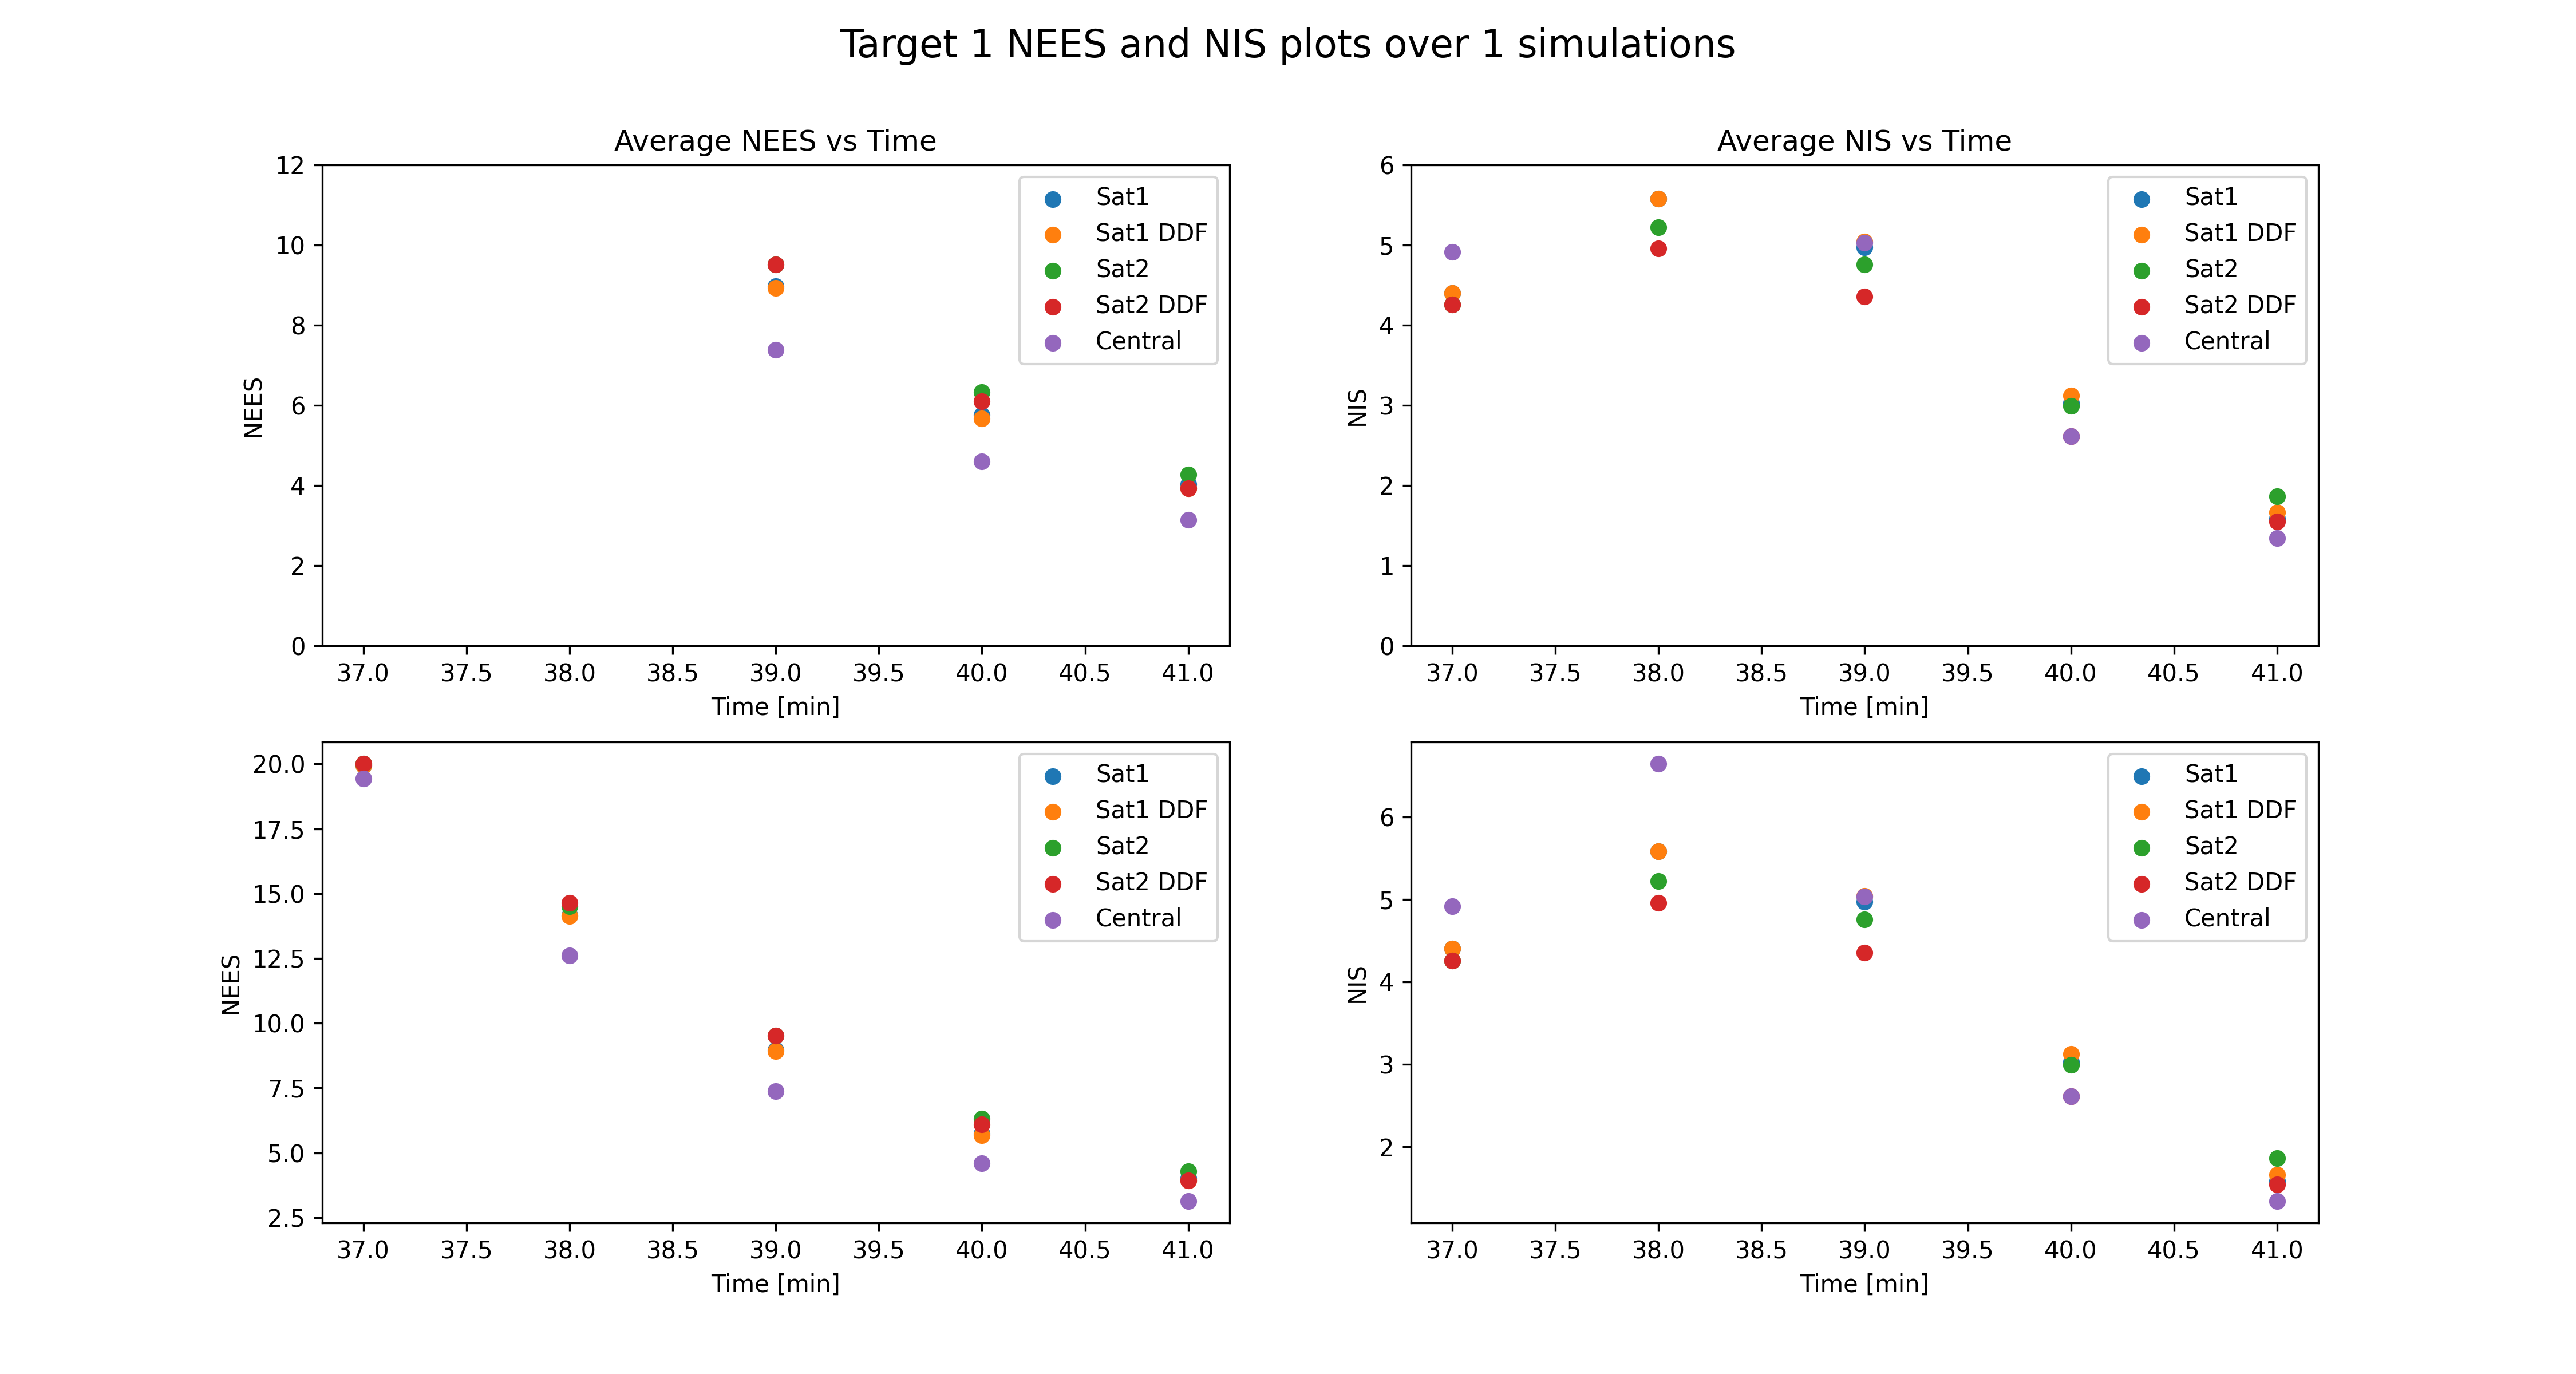 Target 1 NEES and NIS plots over 1 simulations
Average NEES vs Time
12
10
8
6
4
2
0
NEES
37.0 37.5 38.0 38.5 39.0 39.5 40.0 40.5 41.0
Time [min]
Sat1
Sat1 DDF
Sat2
Sat2 DDF
Central
Average NIS vs Time
6
5
4
3
2
1
0
NIS
37.0 37.5 38.0 38.5 39.0 39.5 40.0 40.5 41.0
Time [min]
Sat1
Sat1 DDF
Sat2
Sat2 DDF
Central
20.0
17.5
15.0
12.5
10.0
7.5
5.0
2.5
NEES
37.0 37.5 38.0 38.5 39.0 39.5 40.0 40.5 41.0
Time [min]
Sat1
Sat1 DDF
Sat2
Sat2 DDF
Central
6
5
4
3
2
NIS
37.0 37.5 38.0 38.5 39.0 39.5 40.0 40.5 41.0
Time [min]
Sat1
Sat1 DDF
Sat2
Sat2 DDF
Central